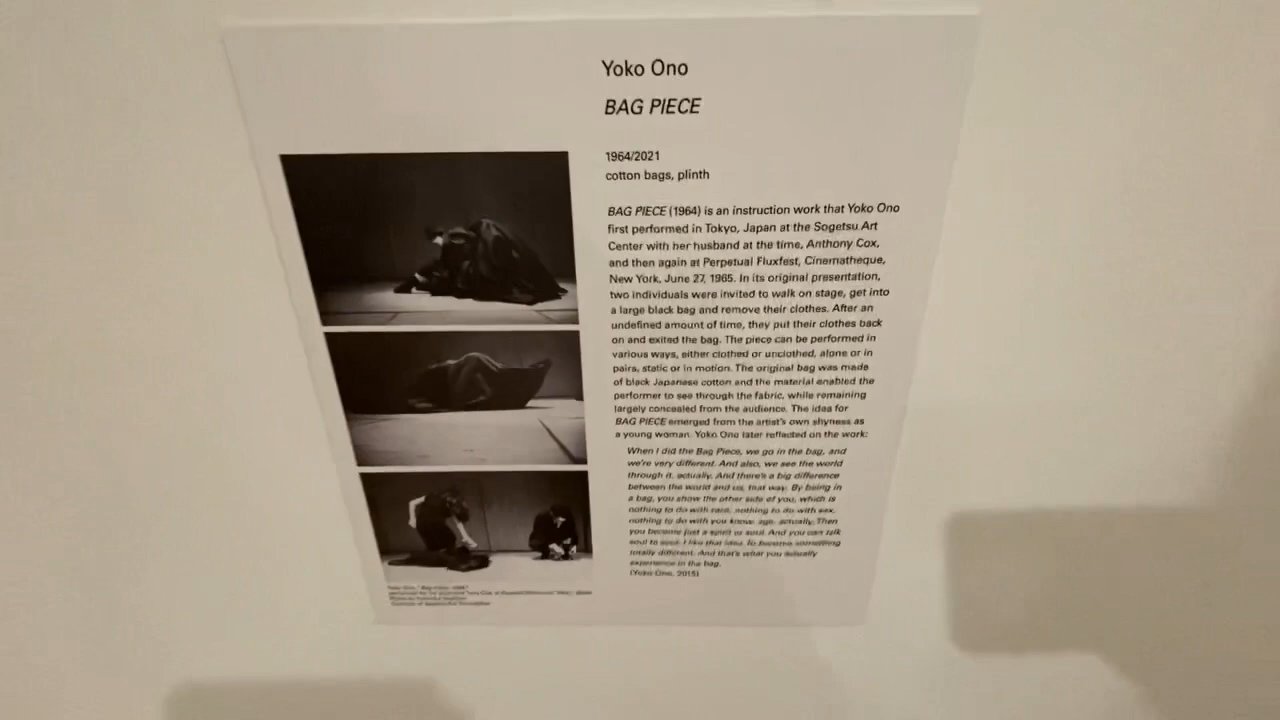 Yoko Ono
BAG PIECE
1964/2021
cotton bags, plinth
BAG PIECE (1964) is an instruction work that Yoko Ono
first performed in Tokyo, Japan at the Sogetsu Art
Center with her husband at the time, Anthony Cox,
and then again at Perpetual Fluxfest, Cinematheque,
New York, June 27, 1965. In its original presentation,
two individuals were invited to walk on stage, get into
a large black bag and remove their clothes. After an
undefined amount of time, they put their clothes back
on and exited the bag. The piece can be performed in
various ways, either clothed or unclothed, alone or in
pairs, static or in motion. The original bag was made
of black Japanese cotton and the material enabled the
performer to see through the fabric, while remaining
largely concealed from the audience. The idea for
BAG PIECE emerged from the artist's own shyness as
a young woman. Yoko Ono later reflected on the work:
When I did the Bag Piece, we go in the bag, and
we're very different. And also, we see the world
through it, actually. And there's a big difference
between the world and us, that way. By being in
a bag, you show the other side of you, which is
nothing to do with race, nothing to do with sex,
nothing to do with you know, age, actually. Then
you become just a spirit or soul. And you can talk
soul to soul. I like that idea. To become something
totally different. And that's what you actually
experience in the bag.
(Yoko Ono, 2015)